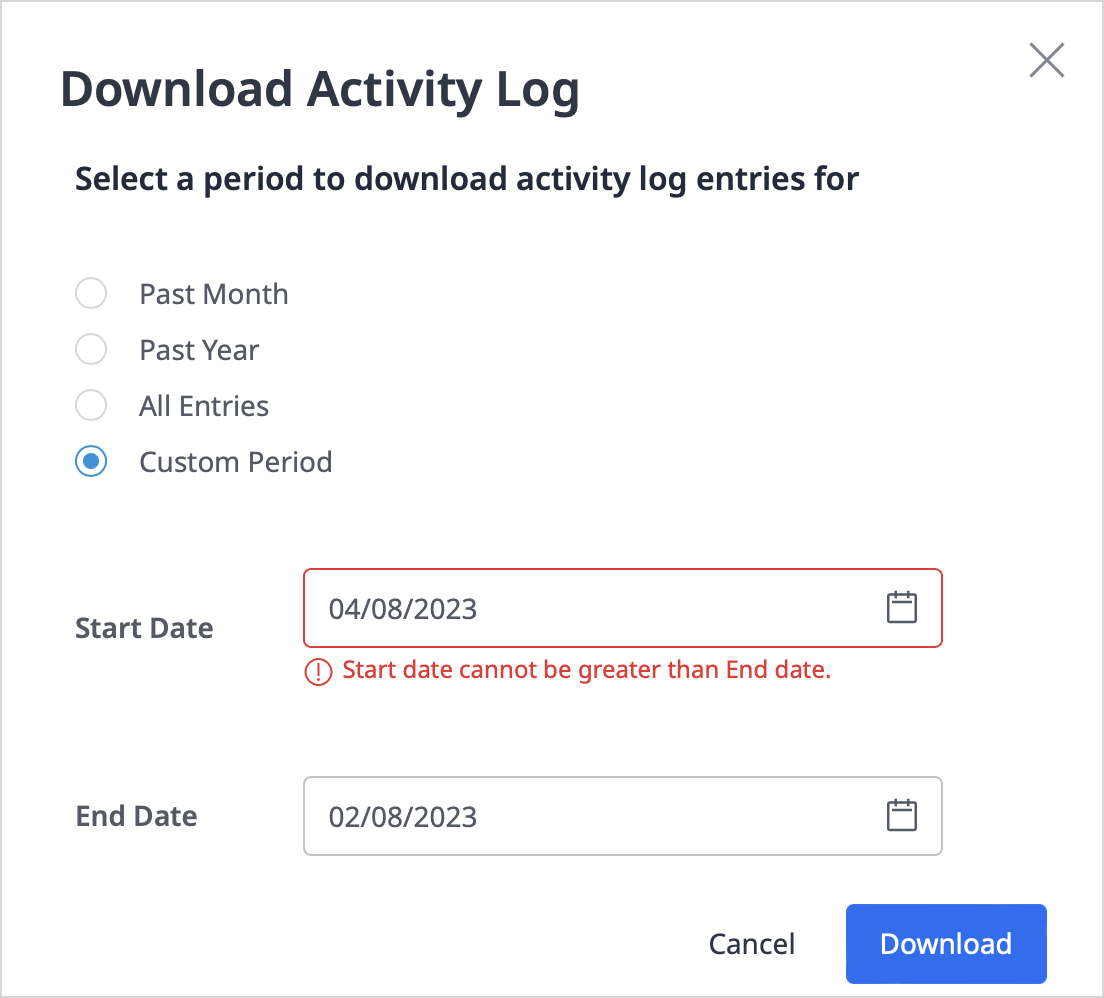 Download Activity Log
Select a period to download activity log entries for
Past Month
Past Year
All Entries
Custom Period
Start Date
04/08/2023
Start date cannot be greater than End date.
End Date
02/08/2023
Cancel
Download